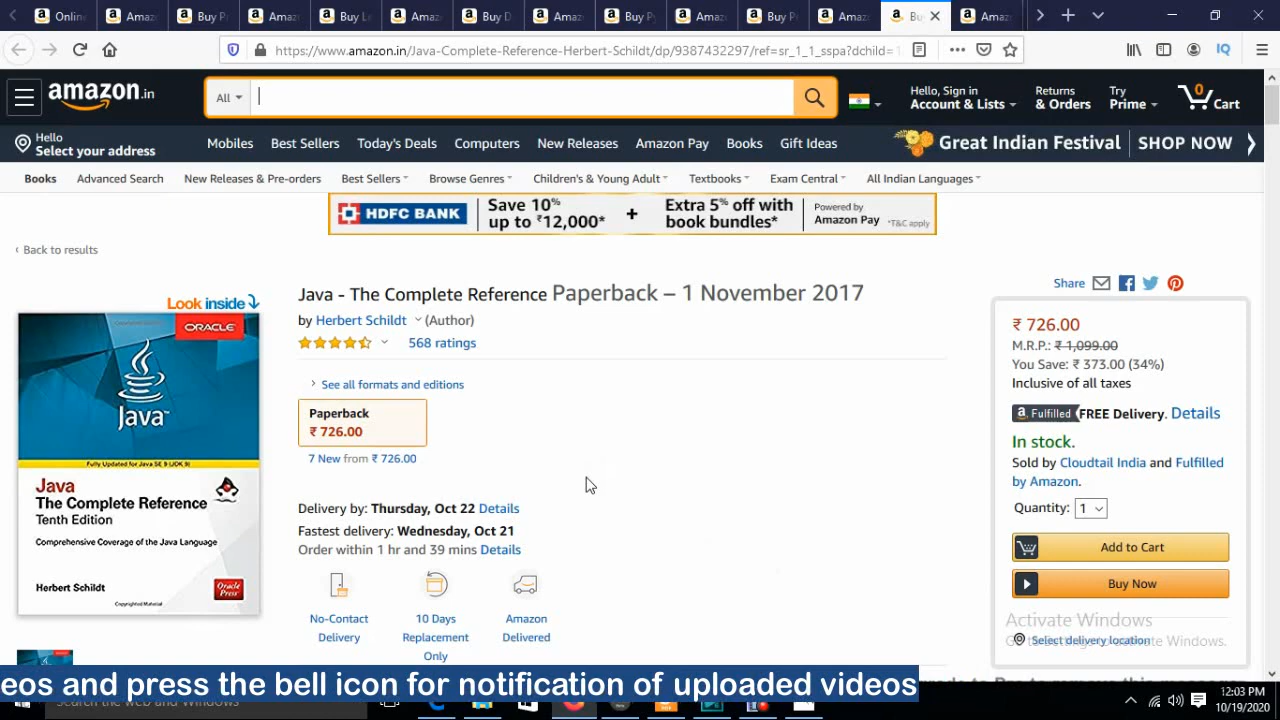 Online
Amaz
Buy P
Amaz
Buy L
Amaz
Buy D
Amaz
Buy P
Amaz
Buy P
Amaz
Bu
Amaz
https://www.amazon.in/Java-Complete-Reference-Herbert-Schildt/dp/9387432297/ref=sr_1_1_sspa?dchild=
IQ
amazon.in
All
Hello, Sign in
Account & Lists
Returns
& Orders
Try
Prime
0
Cart
Hello
Select your address
Mobiles Best Sellers Today's Deals Computers New Releases Amazon Pay Books Gift Ideas
Great Indian Festival SHOP NOW
Books Advanced Search New Releases & Pre-orders Best Sellers Browse Genres Children's & Young Adult Textbooks Exam Central All Indian Languages
HDFC BANK
Save 10%
up to ₹12,000*
+
Extra 5% off with
book bundles*
Powered by
Amazon Pay
*T&C apply
‹ Back to results
Look inside
ORACLE
Java
Fully Updated for Java SE 9 (JDK 9)
Java
The Complete Reference
Tenth Edition
Comprehensive Coverage of the Java Language
Herbert Schildt
Oracle
Press
Copyrighted Material
Java - The Complete Reference Paperback – 1 November 2017
by Herbert Schildt (Author)
568 ratings
See all formats and editions
Paperback
₹ 726.00
7 New from ₹ 726.00
Delivery by: Thursday, Oct 22 Details
Fastest delivery: Wednesday, Oct 21
Order within 1 hr and 39 mins Details
No-Contact
Delivery
10 Days
Replacement
Only
Amazon
Delivered
Share
₹ 726.00
M.R.P.: ₹ 1,099.00
You Save: ₹ 373.00 (34%)
Inclusive of all taxes
a Fulfilled FREE Delivery. Details
In stock.
Sold by Cloudtail India and Fulfilled
by Amazon.
Quantity: 1
Add to Cart
Buy Now
Activate Windows
Select delivery location
eos and press the bell icon for notification of uploaded videos
Search the web and Windows
12:03 PM
10/19/2020